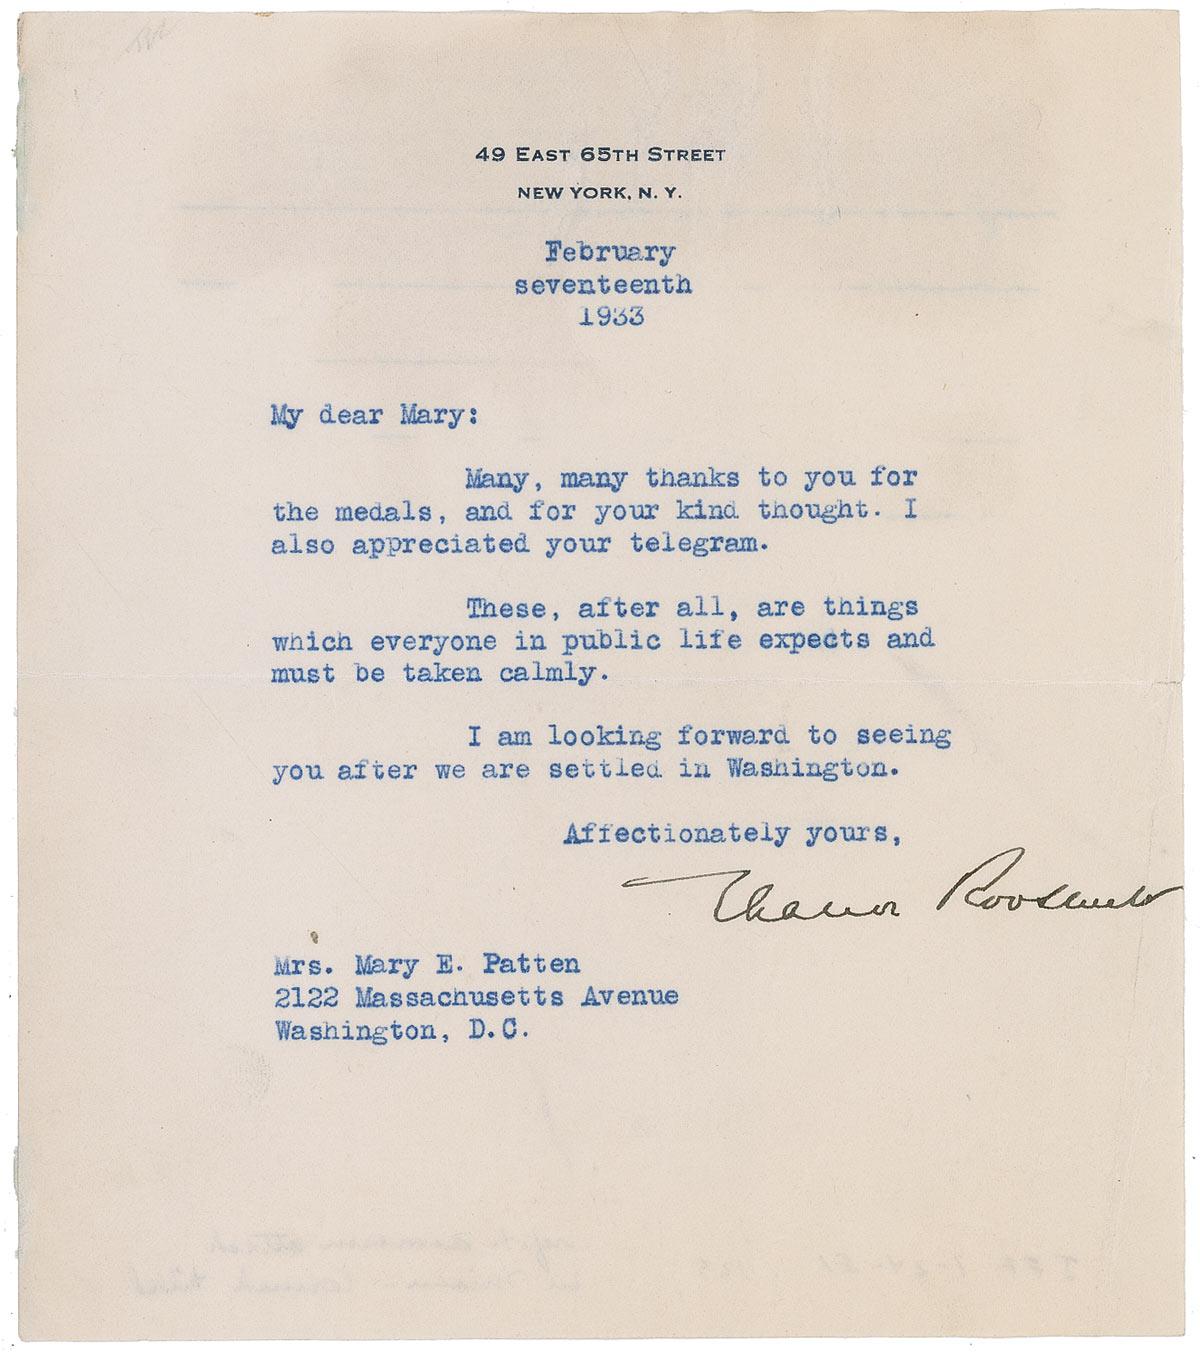 49 EAST 65TH STREET
NEW YORK, N. Y.
February
seventeenth
1933
My dear Mary:
Many, many thanks to you for
the medals, and for your kind thought. I
also appreciated your telegram.
These, after all, are things
which everyone in public life expects and
must be taken calmly.
I am looking forward to seeing
you after we are settled in Washington.
Affectionately yours,
Eleanor Roosevelt
Mrs. Mary E. Patten
2122 Massachusetts Avenue
Washington, D.C.